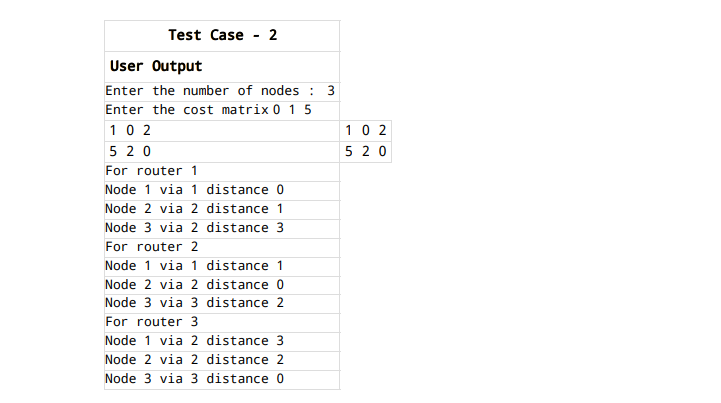 Test Case - 2
User Output
Enter the number of nodes : 3
Enter the cost matrix 0 1 5
1 0 2 1 0 2
5 2 0 5 2 0
For router 1
Node 1 via 1 distance 0
Node 2 via 2 distance 1
Node 3 via 2 distance 3
For router 2
Node 1 via 1 distance 1
Node 2 via 2 distance 0
Node 3 via 3 distance 2
For router 3
Node 1 via 2 distance 3
Node 2 via 2 distance 2
Node 3 via 3 distance 0